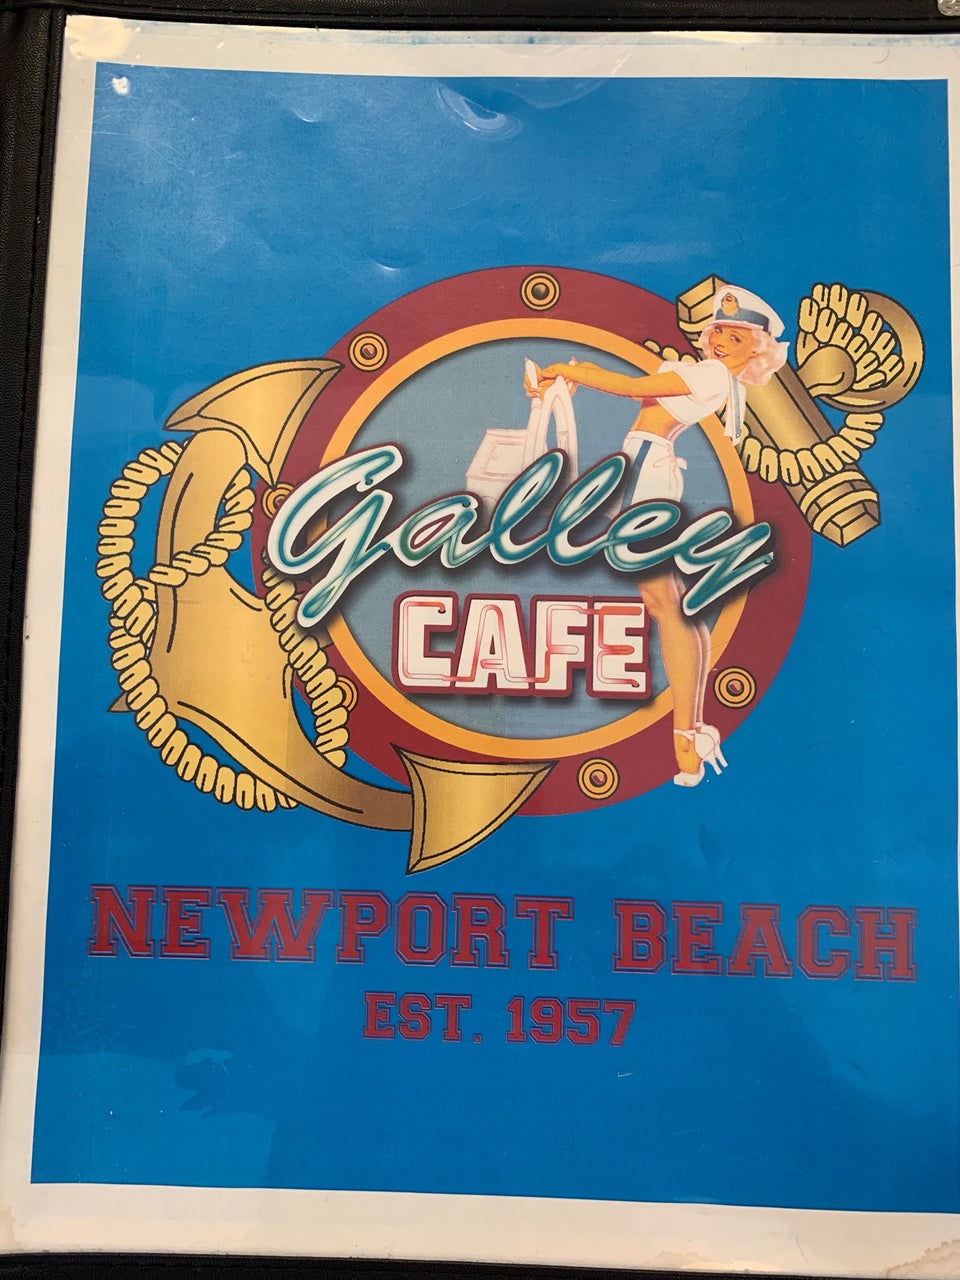 Galley
CAFE
NEWPORT BEACH
EST. 1957